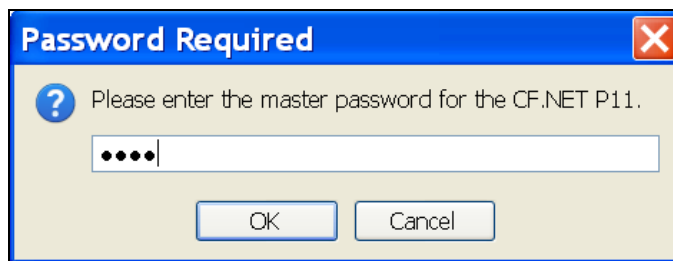 Password Required
Please enter the master password for the CF.NET P11.
••••
OK Cancel